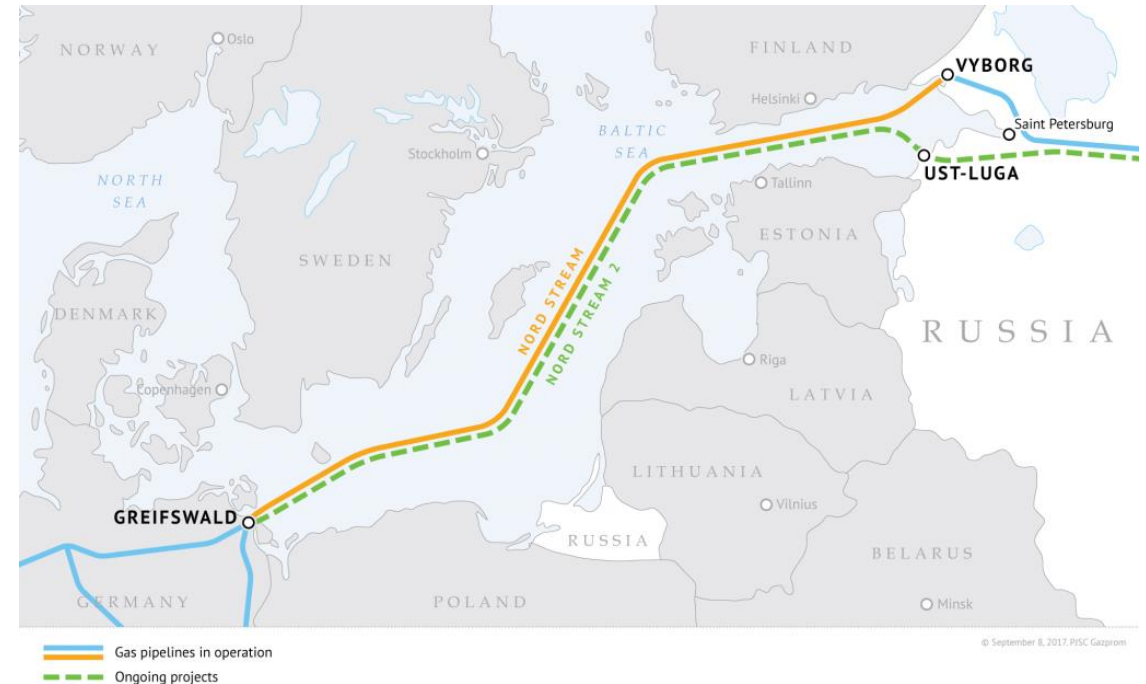 NORWAY
Oslo
FINLAND
VYBORG
Helsinki
Saint Petersburg
BALTIC
SEA
Stockholm
UST-LUGA
NORTH
SEA
Tallinn
ESTONIA
SWEDEN
NORD STREAM
NORD STREAM 2
DENMARK
RUSSIA
Riga
Copenhagen
LATVIA
LITHUANIA
Vilnius
GREIFSWALD
RUSSIA
BELARUS
GERMANY
POLAND
Minsk
© September 8, 2017. PJSC Gazprom
Gas pipelines in operation
Ongoing projects